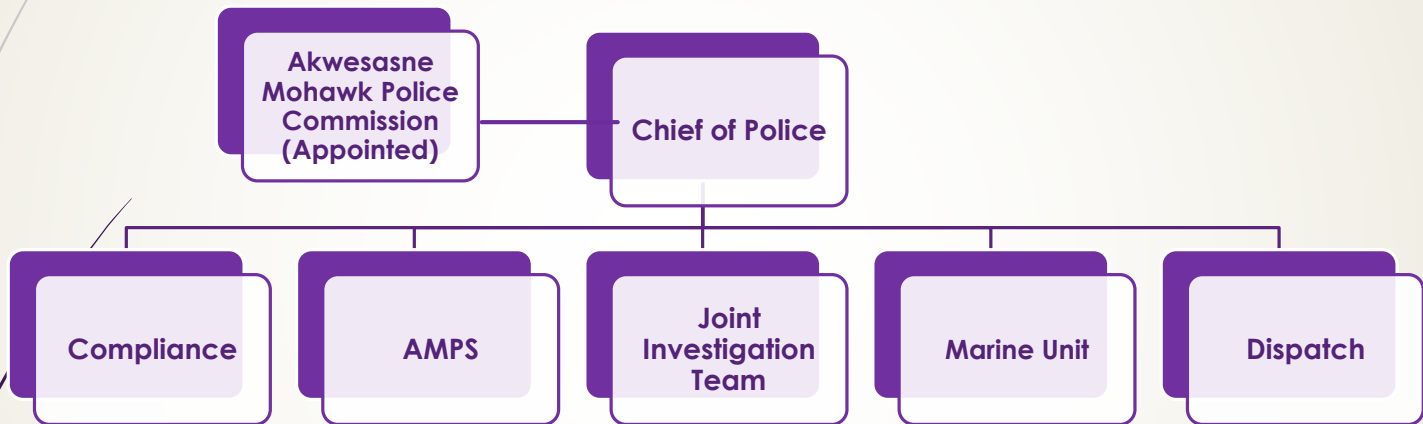 Akwesasne
Mohawk Police
Commission
(Appointed)
Chief of Police
Compliance
AMPS
Joint
Investigation
Team
Marine Unit
Dispatch